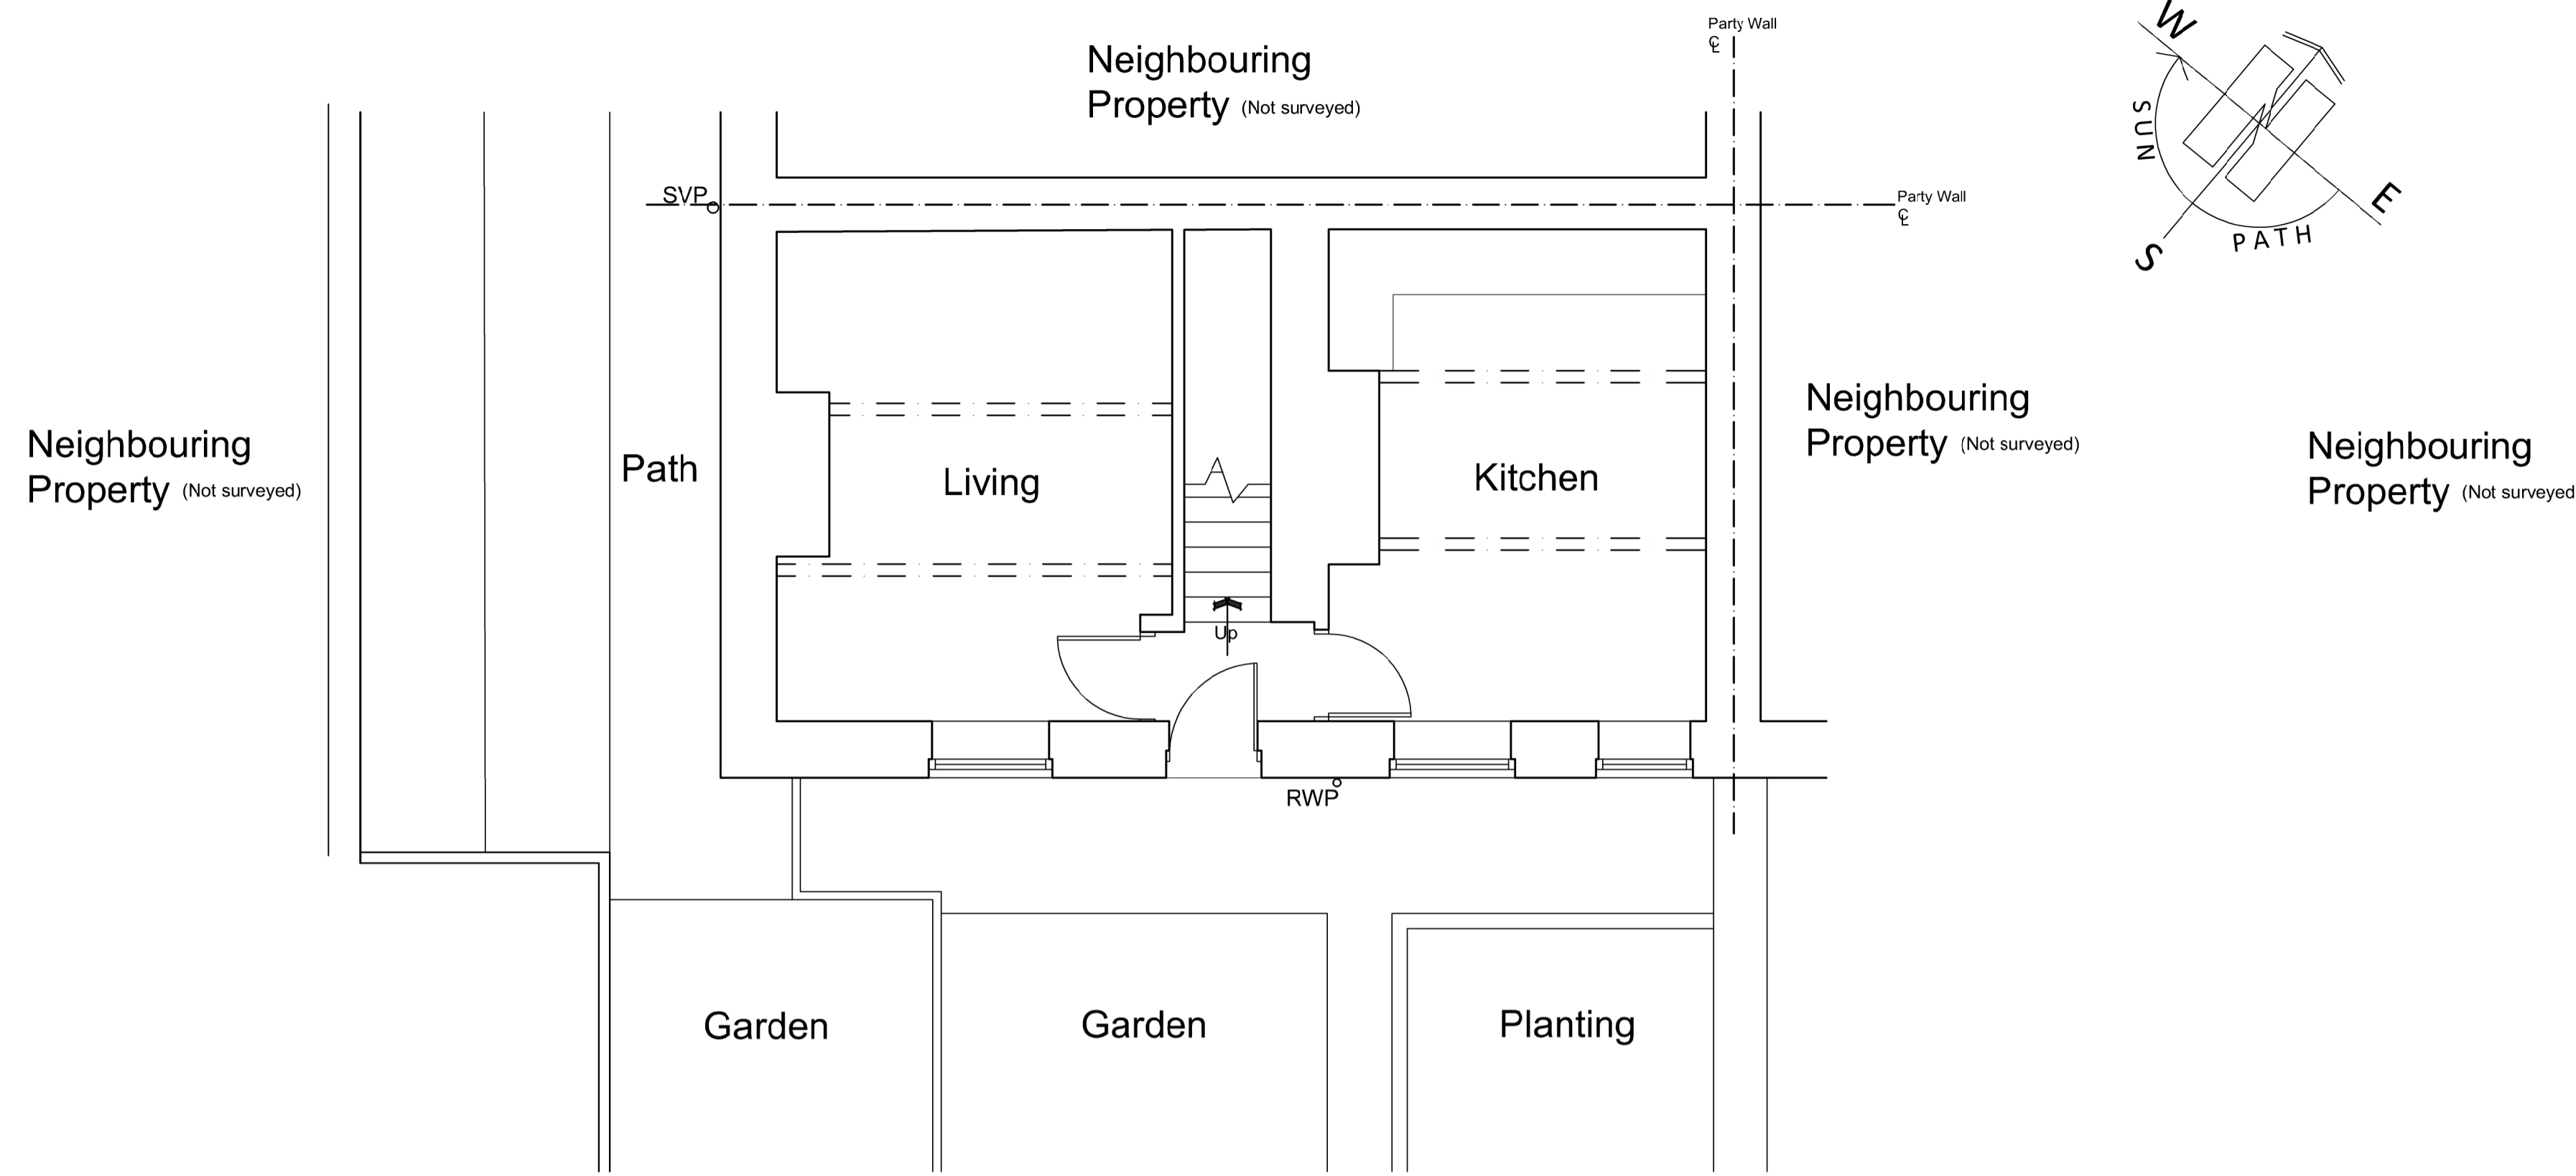 Party Wall
℄
Neighbouring
Property (Not surveyed)
W
SUN
PATH
E
S
SVP
Party Wall
℄
Neighbouring
Property (Not surveyed)
Neighbouring
Property (Not surveyed)
Neighbouring
Property (Not surveyed
Path
Living
Kitchen
Up
RWP
Garden
Garden
Planting